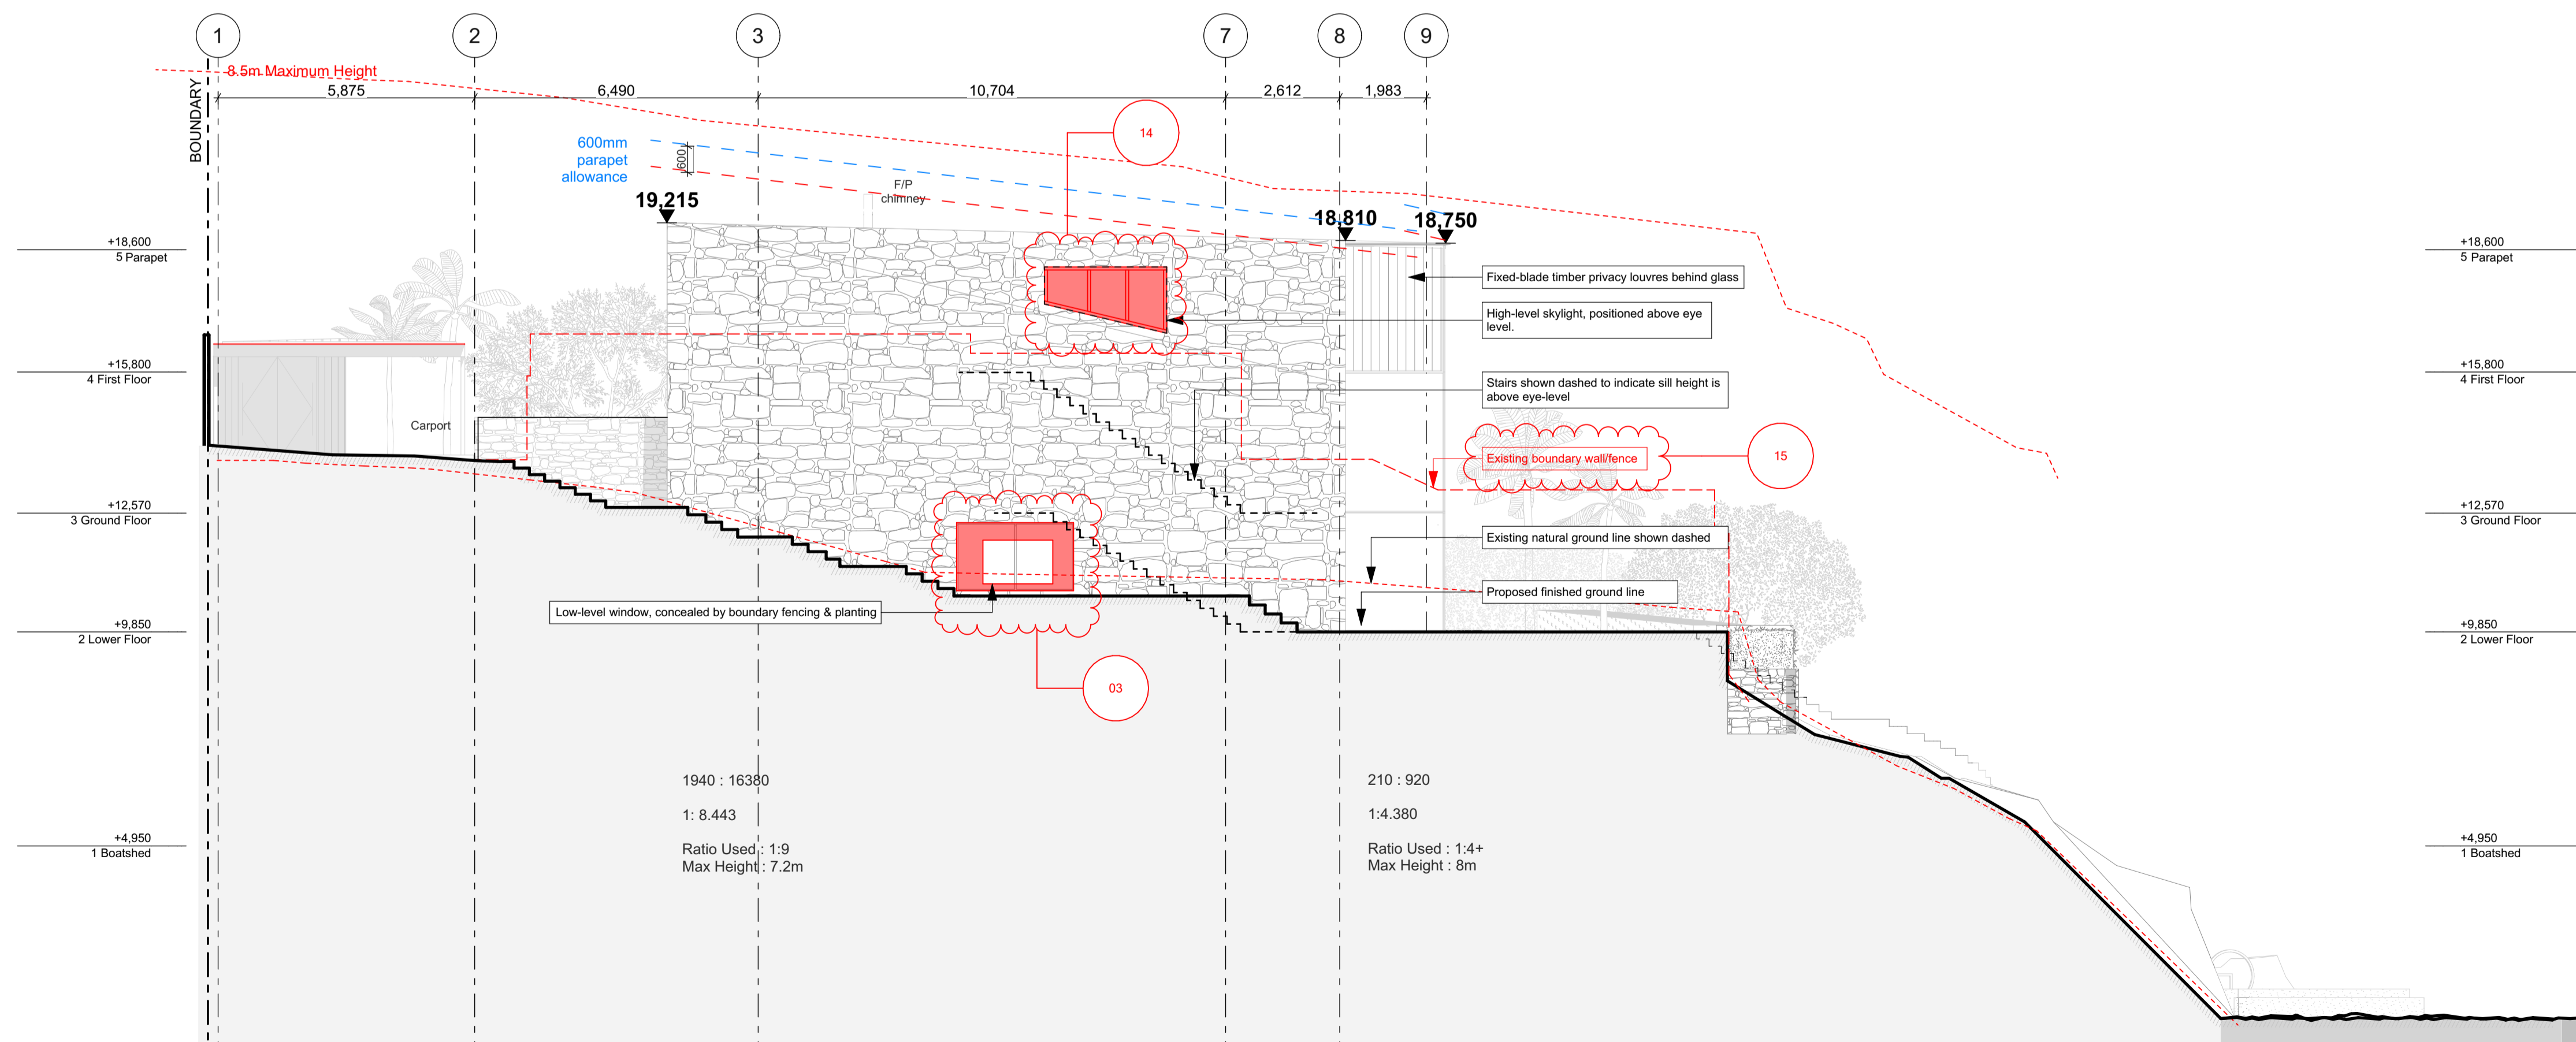 1
2
3
7
8
9
8.5m Maximum Height
BOUNDARY
5,875
6,490
10,704
2,612
1,983
14
600mm
parapet
allowance
600
F/P
chimney
19,215
18,810
18,750
+18,600
5 Parapet
+18,600
5 Parapet
Fixed-blade timber privacy louvres behind glass
High-level skylight, positioned above eye
level.
+15,800
4 First Floor
+15,800
4 First Floor
Stairs shown dashed to indicate sill height is
above eye-level
Carport
Existing boundary wall/fence
15
+12,570
3 Ground Floor
+12,570
3 Ground Floor
Existing natural ground line shown dashed
Proposed finished ground line
Low-level window, concealed by boundary fencing & planting
+9,850
2 Lower Floor
+9,850
2 Lower Floor
03
1940 : 16380
1: 8.443
Ratio Used : 1:9
Max Height : 7.2m
210 : 920
1:4.380
Ratio Used : 1:4+
Max Height : 8m
+4,950
1 Boatshed
+4,950
1 Boatshed